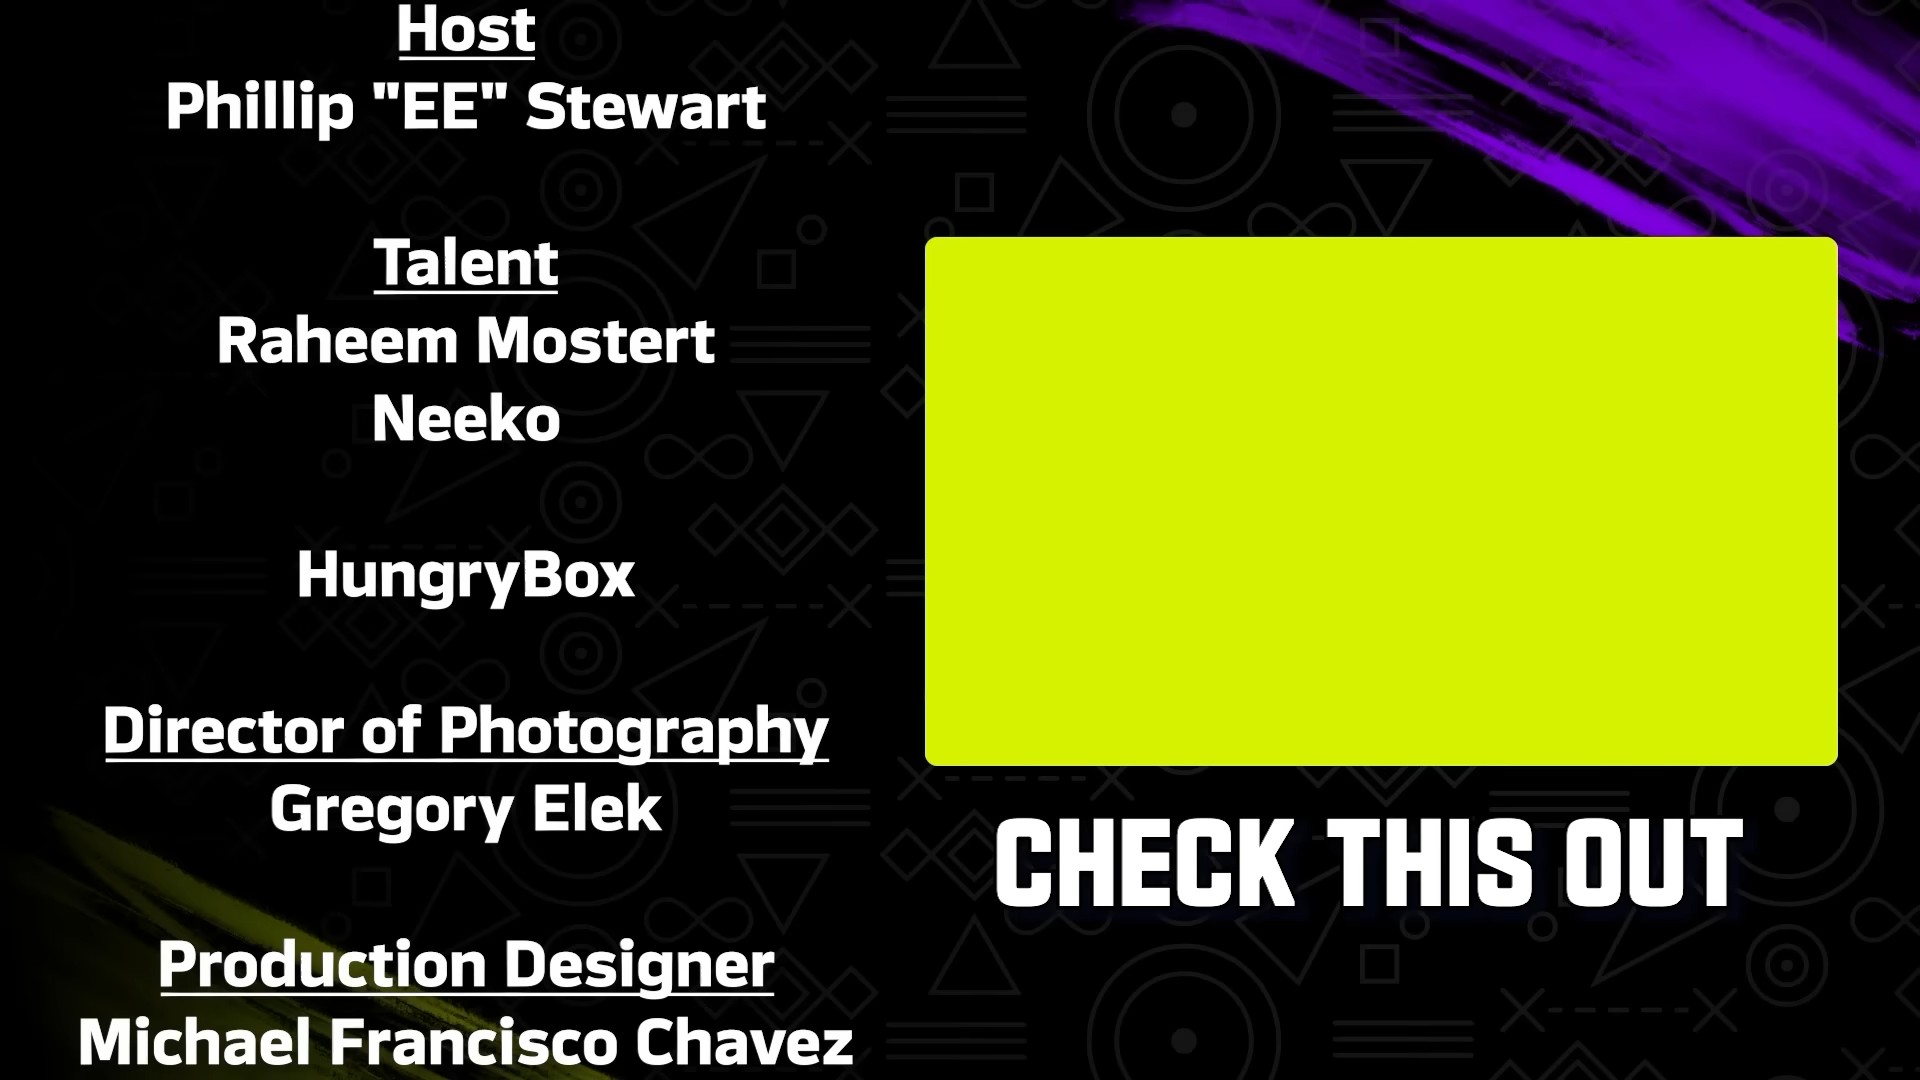 Host
Phillip "EE" Stewart
Talent
Raheem Mostert
Neeko
HungryBox
Director of Photography
Gregory Elek
Production Designer
Michael Francisco Chavez
CHECK THIS OUT